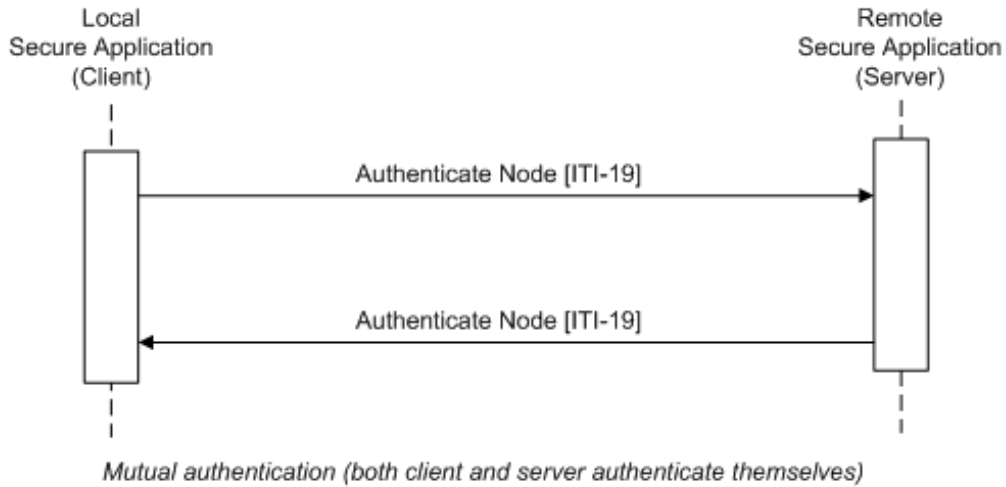 Local
Secure Application
(Client)
Remote
Secure Application
(Server)
Authenticate Node [ITI-19]
Authenticate Node [ITI-19]
Mutual authentication (both client and server authenticate themselves)